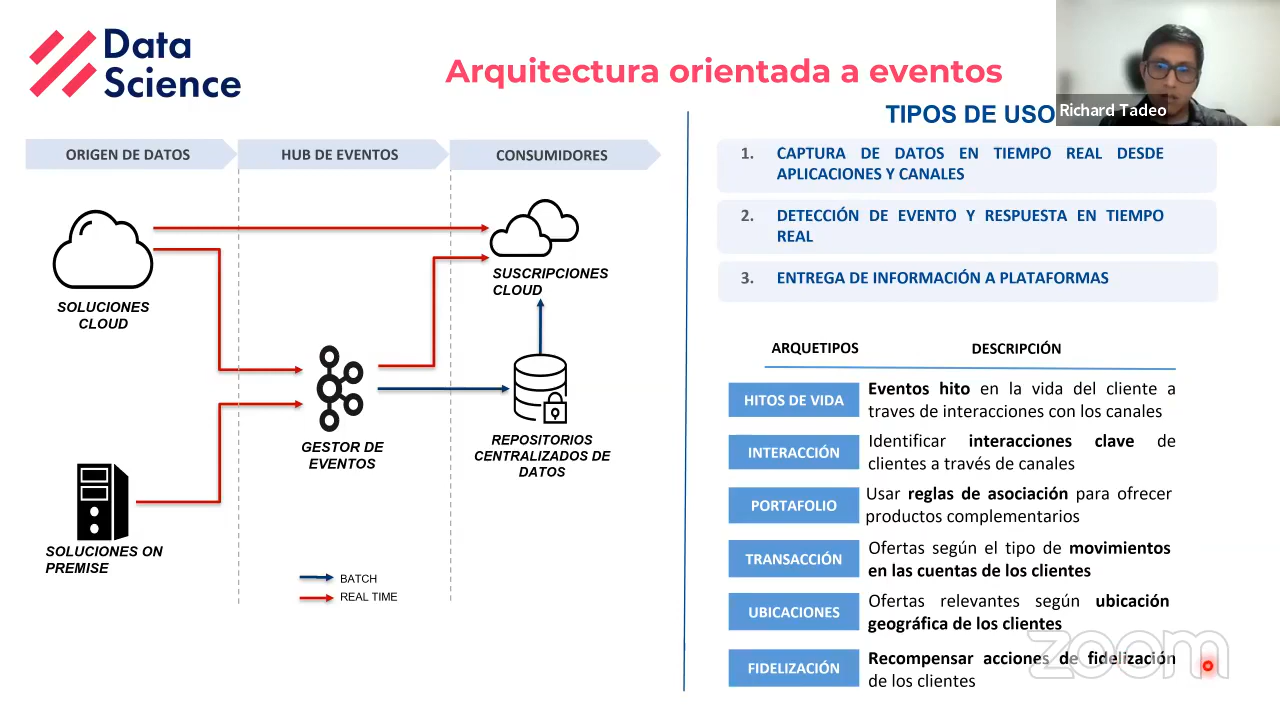 Data
Science
Arquitectura orientada a eventos
Richard Tadeo
ORIGEN DE DATOS
HUB DE EVENTOS
CONSUMIDORES
SOLUCIONES
CLOUD
SUSCRIPCIONES
CLOUD
GESTOR DE
EVENTOS
REPOSITORIOS
CENTRALIZADOS DE
DATOS
SOLUCIONES ON
PREMISE
BATCH
REAL TIME
TIPOS DE USO
1. CAPTURA DE DATOS EN TIEMPO REAL DESDE
APLICACIONES Y CANALES
2. DETECCIÓN DE EVENTO Y RESPUESTA EN TIEMPO
REAL
3. ENTREGA DE INFORMACIÓN A PLATAFORMAS
ARQUETIPOS DESCRIPCIÓN
HITOS DE VIDA
Eventos hito en la vida del cliente a
traves de interacciones con los canales
INTERACCIÓN
Identificar interacciones clave de
clientes a través de canales
PORTAFOLIO
Usar reglas de asociación para ofrecer
productos complementarios
TRANSACCIÓN
Ofertas según el tipo de movimientos
en las cuentas de los clientes
UBICACIONES
Ofertas relevantes según ubicación
geográfica de los clientes
FIDELIZACIÓN
Recompensar acciones de fidelización
de los clientes
zoom